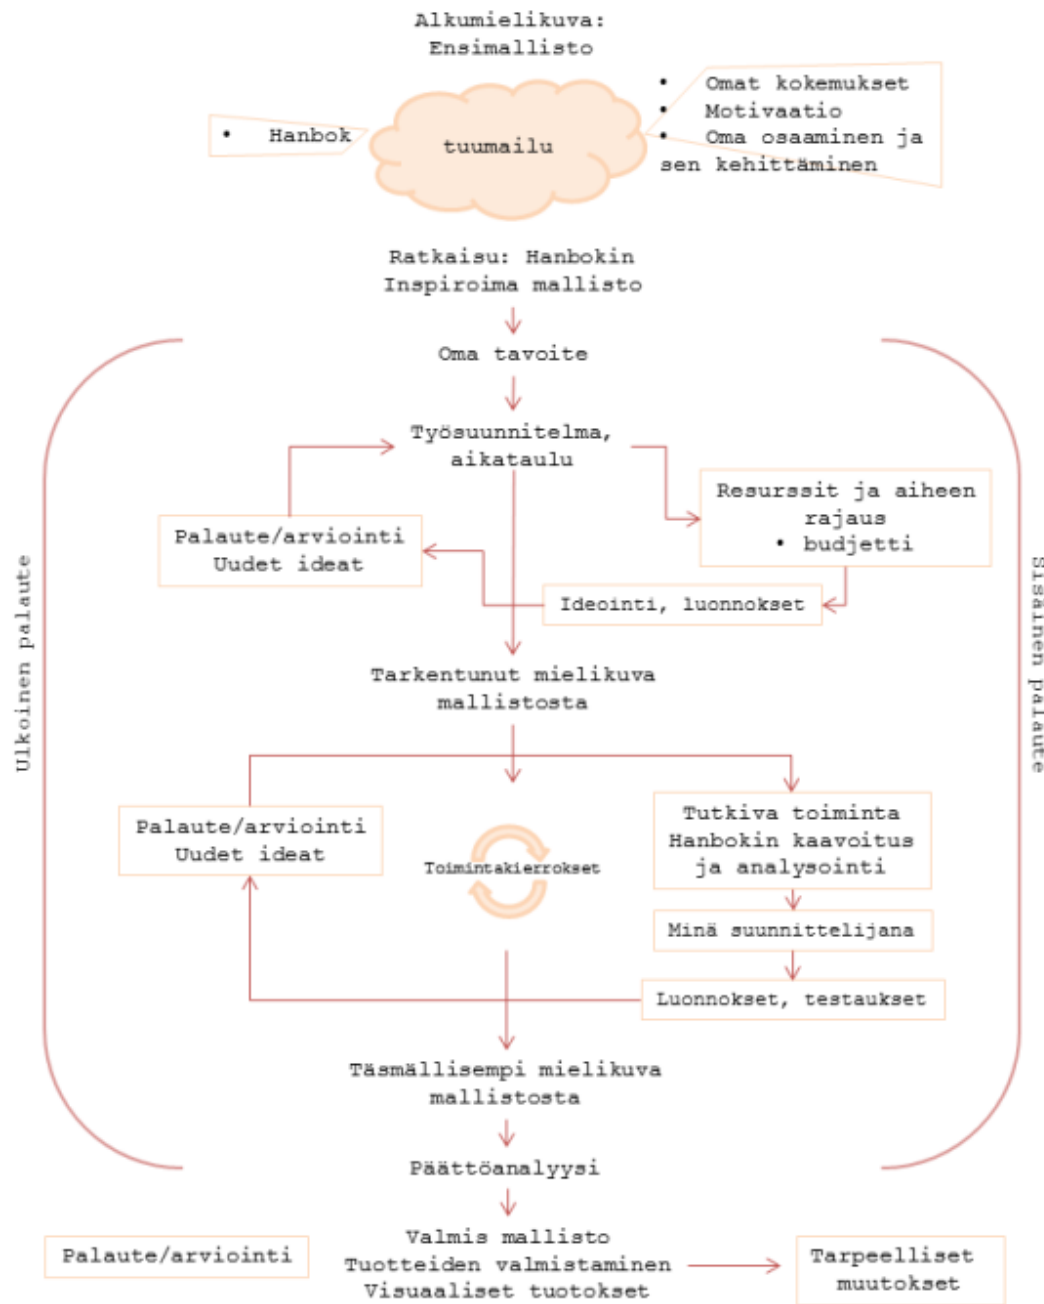 Alkumielikuva:
Ensimallisto
• Hanbok
tuumailu
• Omat kokemukset
• Motivaatio
• Oma osaaminen ja
sen kehittäminen
Ratkaisu: Hanbokin
Inspiroima mallisto
Oma tavoite
Työsuunnitelma,
aikataulu
Resurssit ja aiheen
rajaus
• budjetti
Ideointi, luonnokset
Palaute/arviointi
Uudet ideat
Ulkoinen palaute
Sisäinen palaute
Tarkentunut mielikuva
mallistosta
Palaute/arviointi
Uudet ideat
Toimintakierrokset
Tutkiva toiminta
Hanbokin kaavoitus
ja analysointi
Minä suunnittelijana
Luonnokset, testaukset
Täsmällisempi mielikuva
mallistosta
Päättöanalyysi
Palaute/arviointi
Valmis mallisto
Tuotteiden valmistaminen
Visuaaliset tuotokset
Tarpeelliset
muutokset